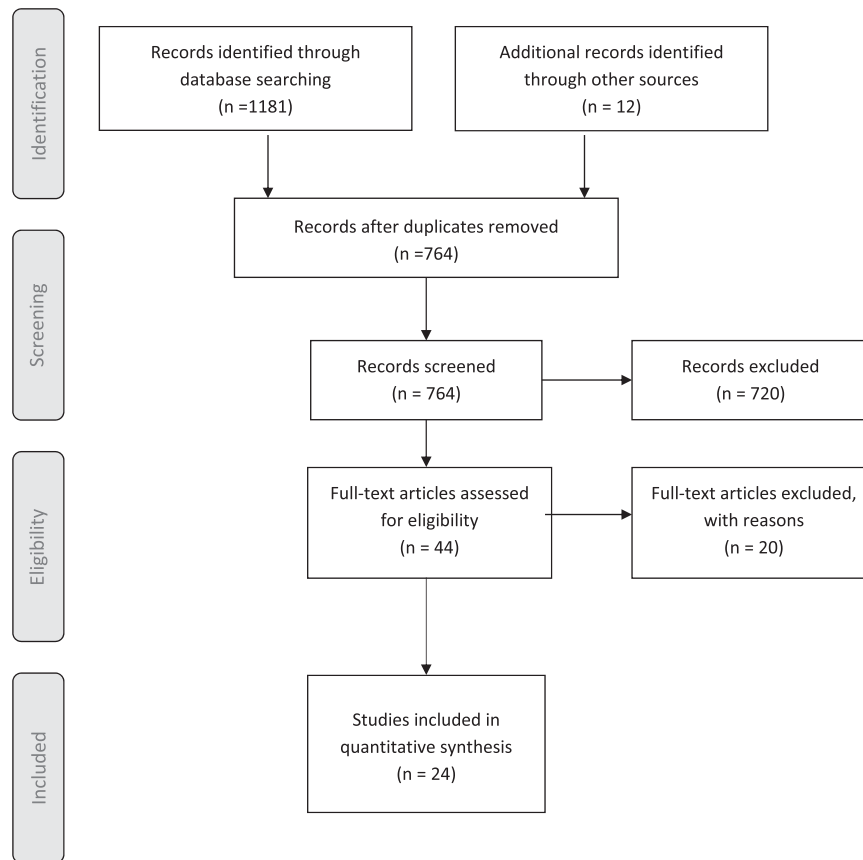 Identification
Records identified through
database searching
(n =1181)
Additional records identified
through other sources
(n = 12)
Records after duplicates removed
(n =764)
Screening
Records screened
(n = 764)
Records excluded
(n = 720)
Eligibility
Full-text articles assessed
for eligibility
(n = 44)
Full-text articles excluded,
with reasons
(n = 20)
Included
Studies included in
quantitative synthesis
(n = 24)